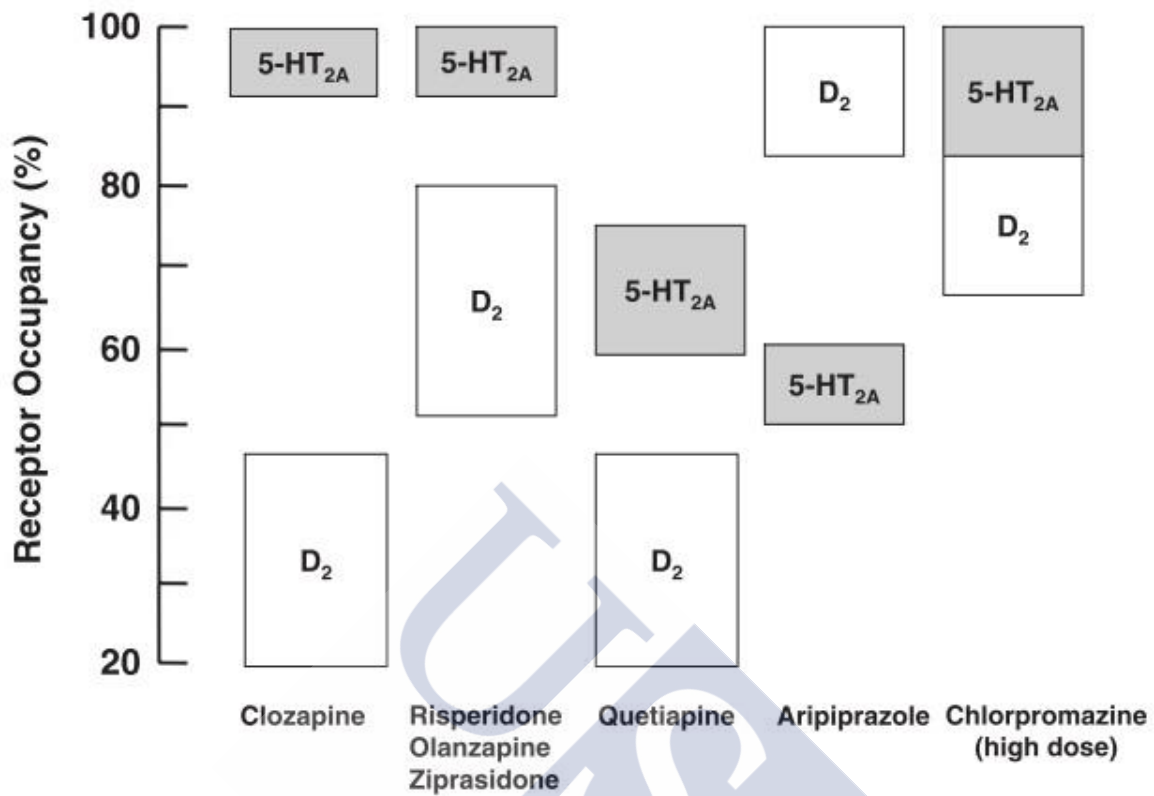 Receptor Occupancy (%)
100
80
60
40
20
5-HT2A
5-HT2A
D2
5-HT2A
D2
5-HT2A
D2
5-HT2A
D2
D2
Clozapine
Risperidone
Olanzapine
Ziprasidone
Quetiapine
Aripiprazole
Chlorpromazine
(high dose)